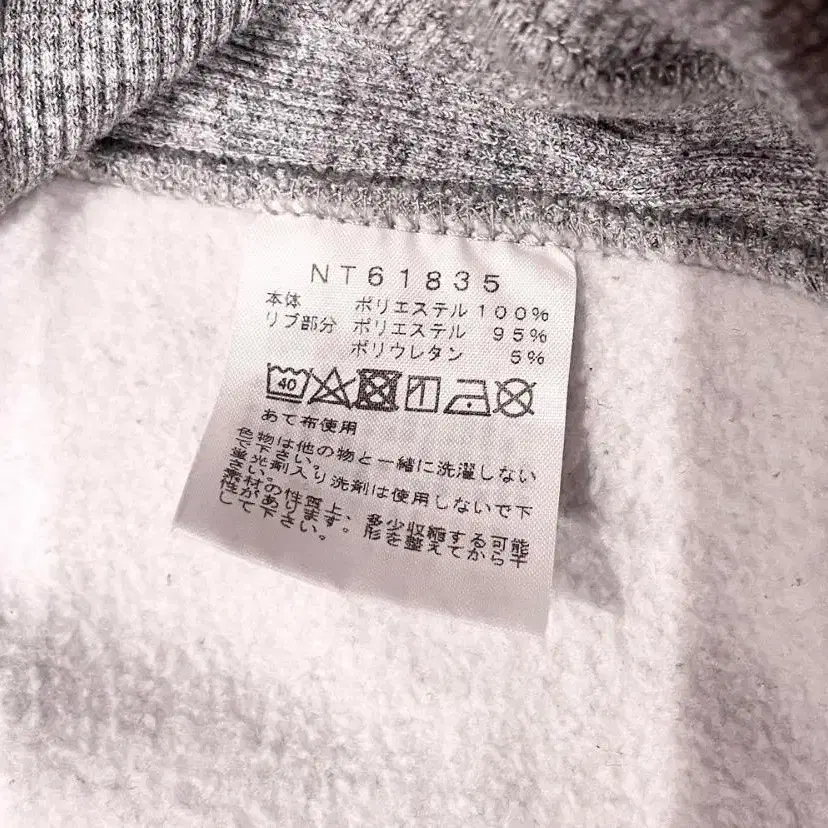 NT61835
本体 ポリエステル 100%
リブ部分 ポリエステル 95%
ポリウレタン 5%
40
あて布使用
色物は他の物と一緒に洗濯しない
で下さい。
蛍光剤入り洗剤は使用しないで下
さい。
素材の性質上、多少収縮する可能
性があります。形を整えてから干
して下さい。